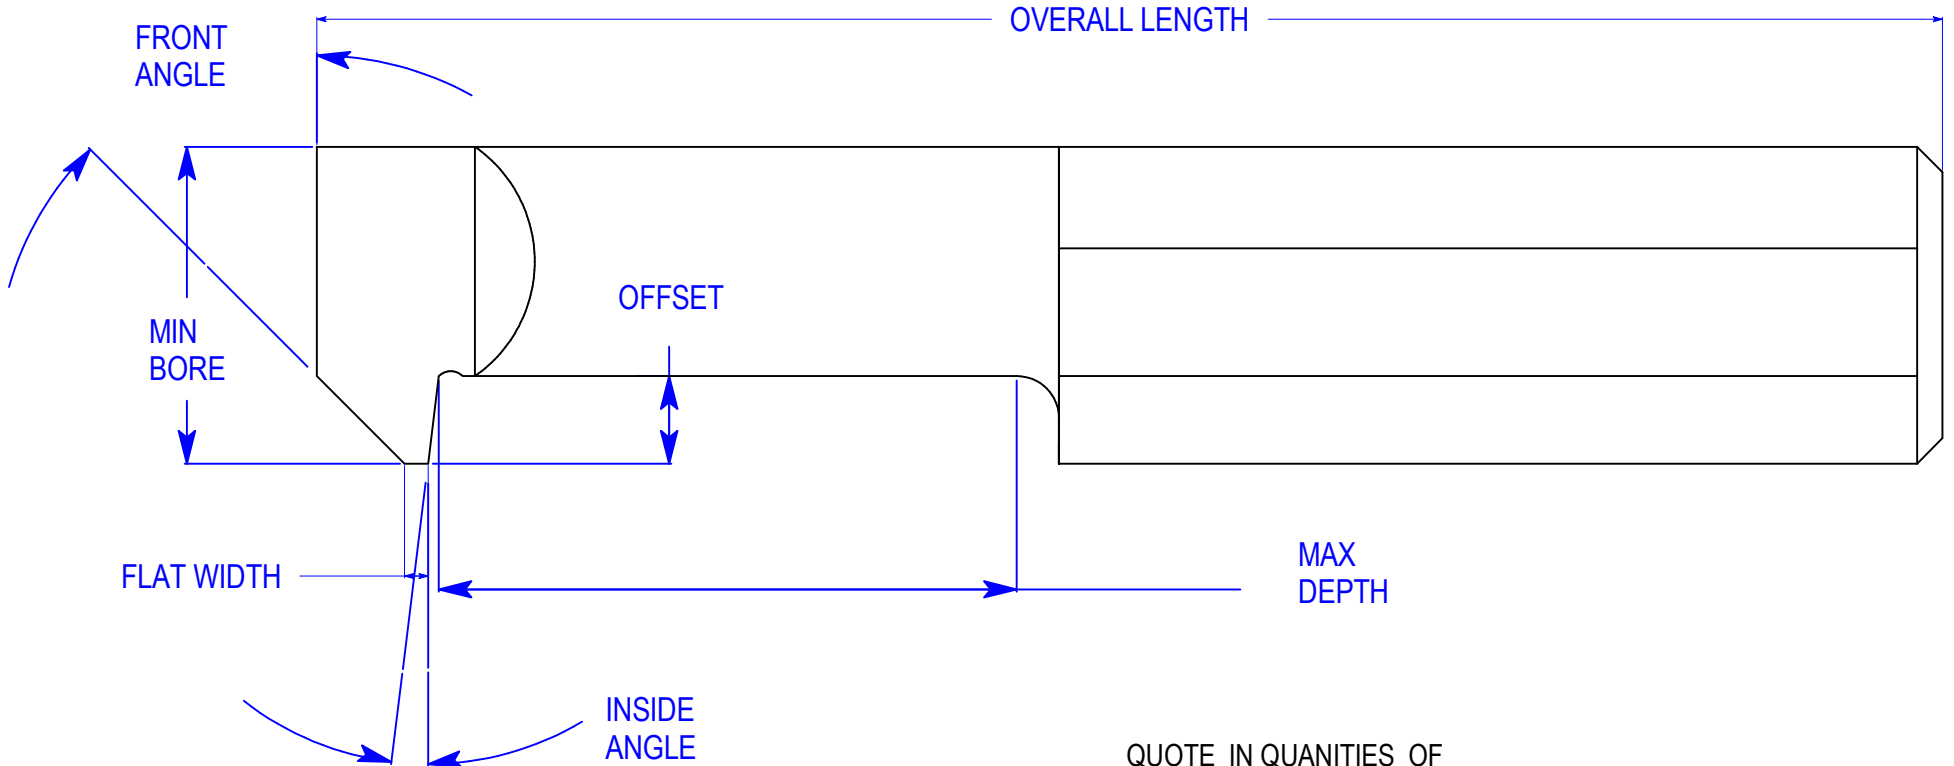 OVERALL LENGTH
FRONT
ANGLE
OFFSET
MIN
BORE
MAX
DEPTH
FLAT WIDTH
INSIDE
ANGLE
QUOTE IN QUANITIES OF